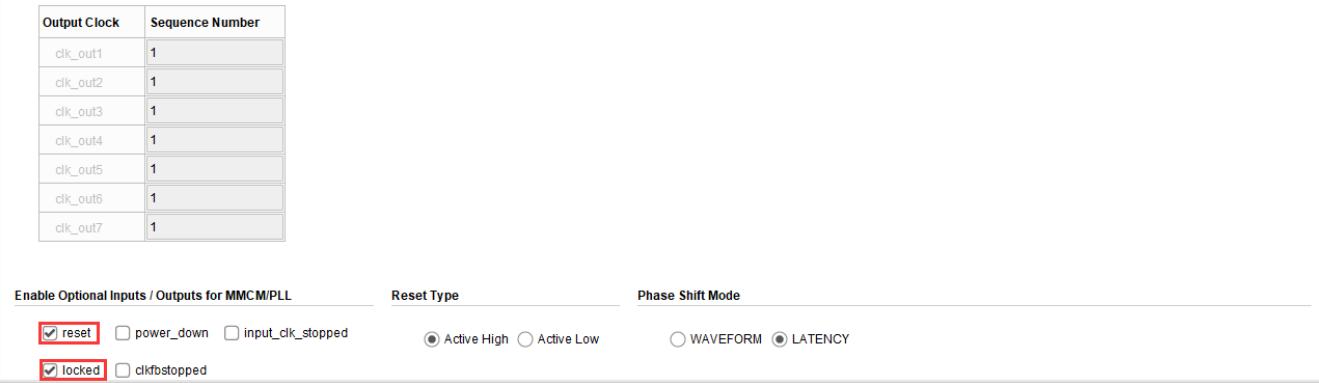 Output Clock Sequence Number
clk_out1 1
clk_out2 1
clk_out3 1
clk_out4 1
clk_out5 1
clk_out6 1
clk_out7 1
Enable Optional Inputs / Outputs for MMCM/PLL Reset Type Phase Shift Mode
reset power_down input_clk_stopped Active High Active Low WAVEFORM LATENCY
locked clkfbstopped